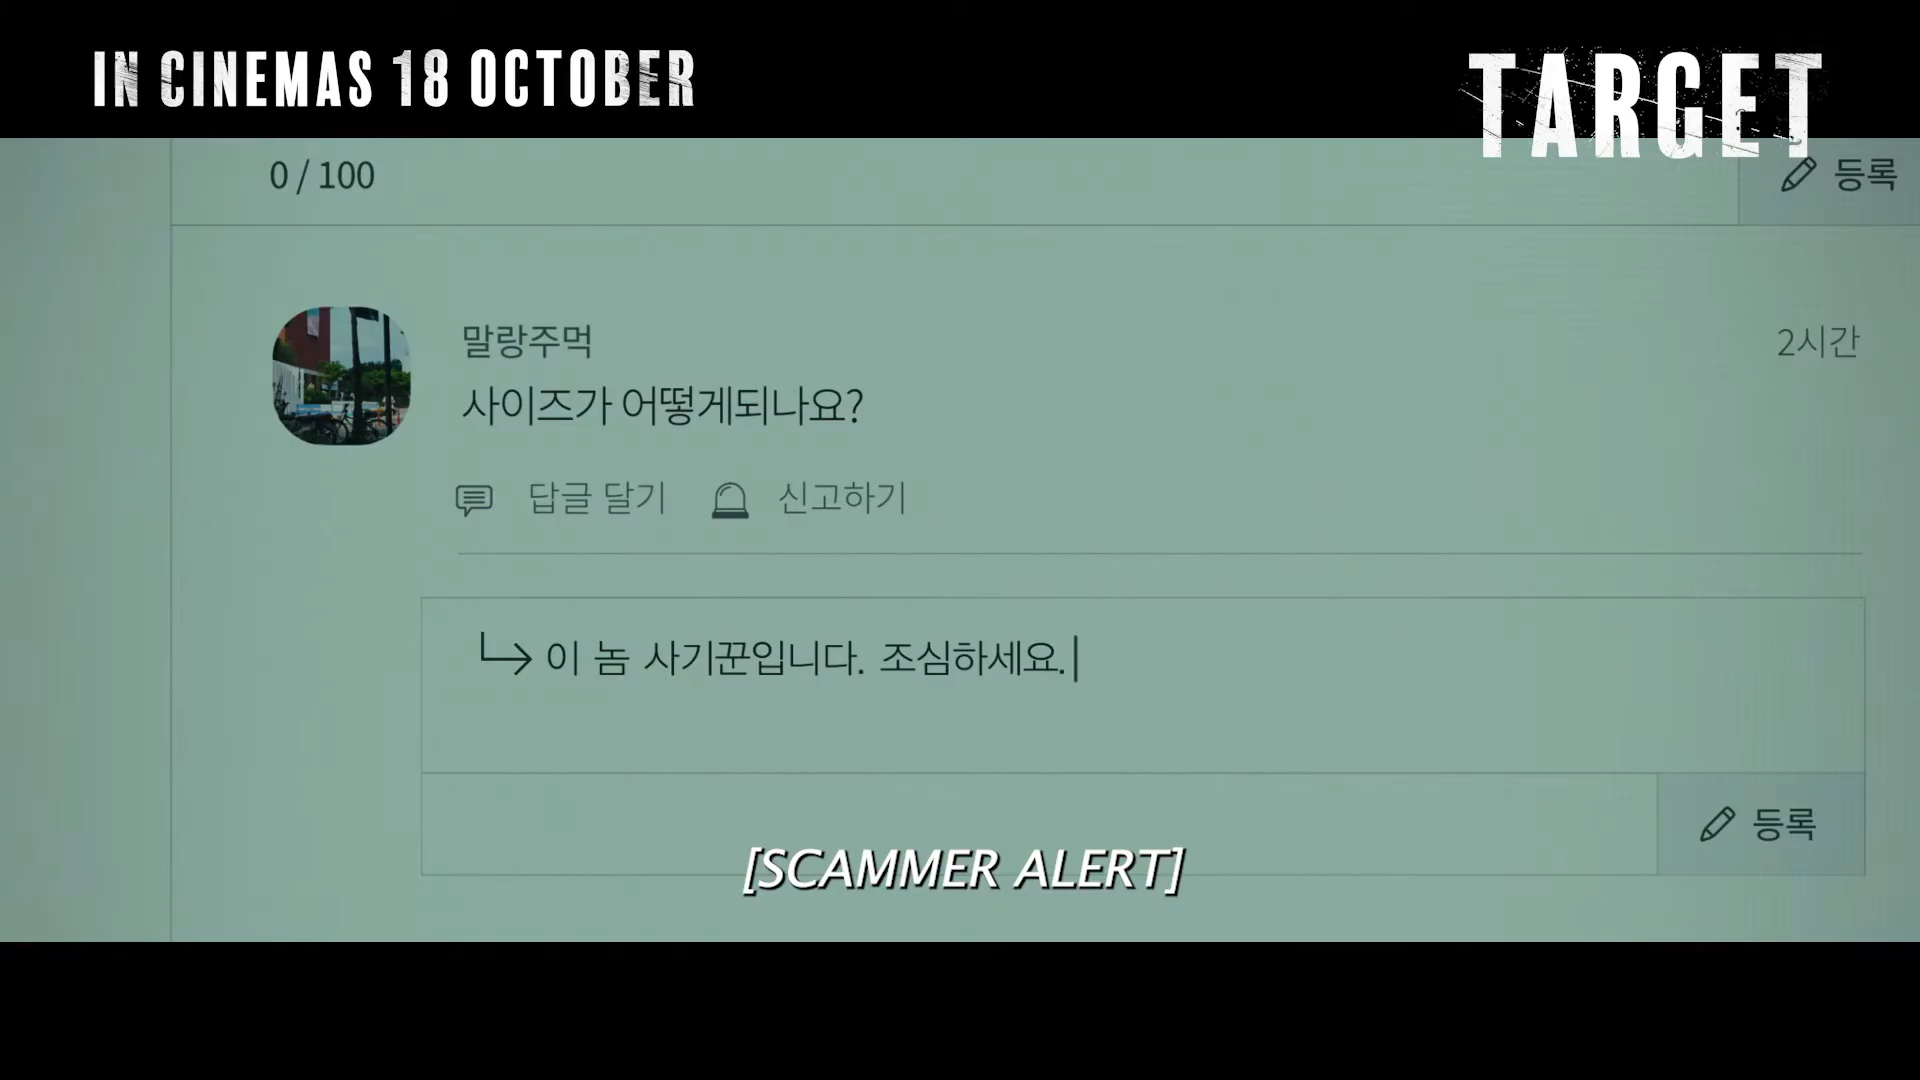 IN CINEMAS 18 OCTOBER
TARGET
0 / 100
등록
말랑주먹
2시간
사이즈가 어떻게되나요?
답글 달기 신고하기
이 놈 사기꾼입니다. 조심하세요.
등록
[SCAMMER ALERT]